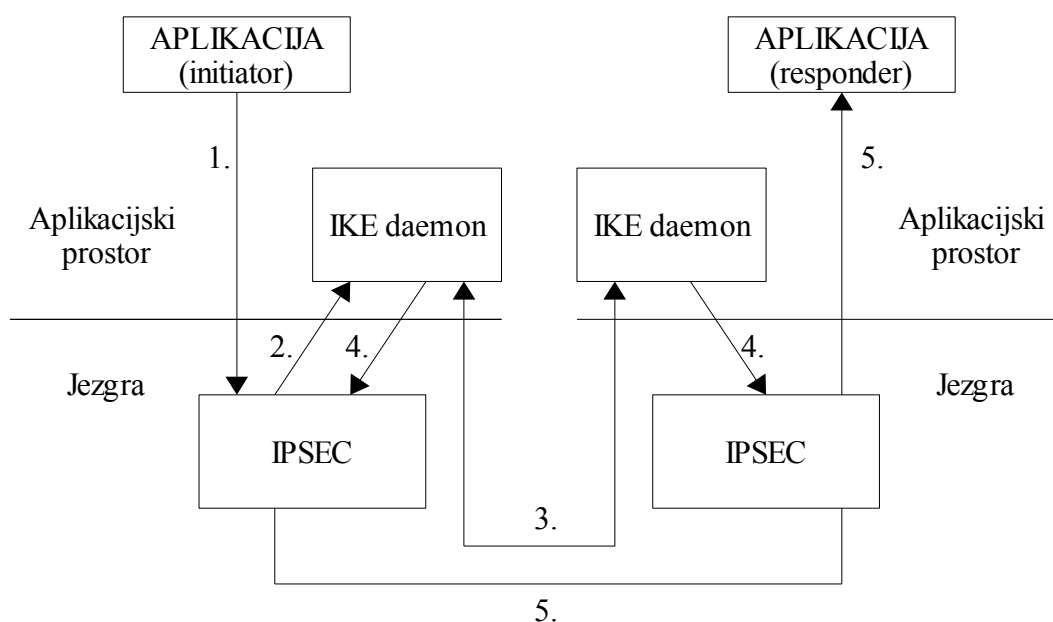 APLIKACIJA
(initiator)
APLIKACIJA
(responder)
1.
5.
IKE daemon
IKE daemon
Aplikacijski
prostor
Aplikacijski
prostor
2.
4.
4.
Jezgra
Jezgra
IPSEC
IPSEC
3.
5.